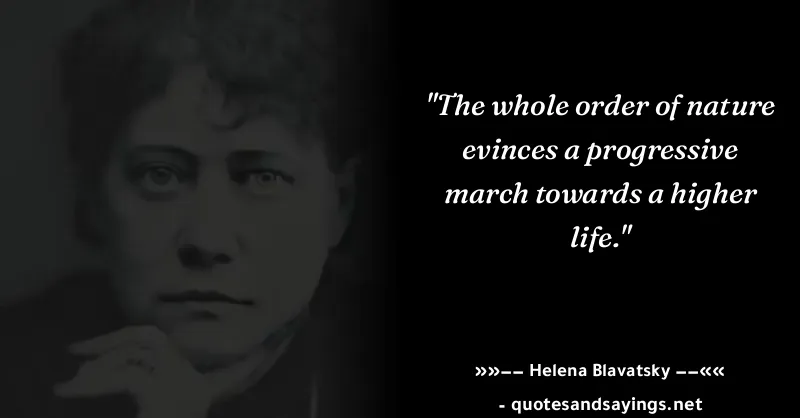 "The whole order of nature
evinces a progressive
march towards a higher
life."
»»–– Helena Blavatsky ––««
- quotesandsayings.net